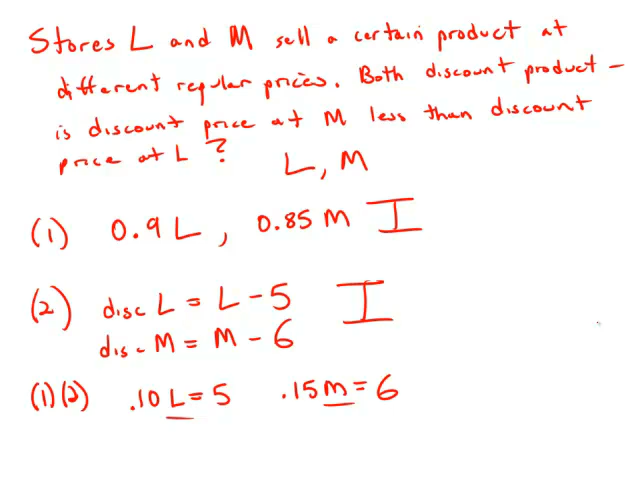 Stores L and M sell a certain product at
different regular prices. Both discount product -
is discount price at M less than discount
price at L ?
L, M
(1) 0.9 L , 0.85 M I
(2) disc L = L - 5 I
disc M = M - 6
(1)(2) .10 L = 5 .15 m = 6